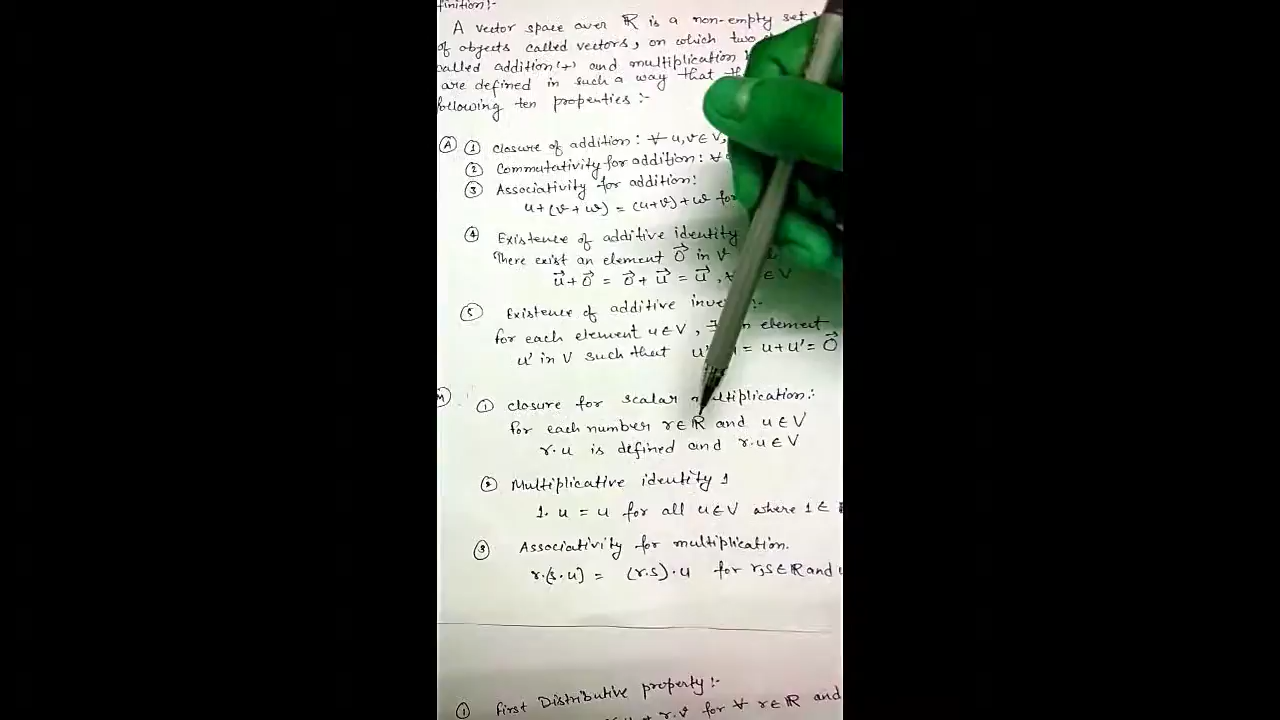 finition:-
A vector space over ℝ is a non-empty set
of objects called vectors, on which two
called addition (+) and multiplication
are defined in such a way that
following ten properties :-
Ⓐ ① closure of addition : ∀ u,v ∈ V,
② Commutativity for addition : ∀
③ Associativity for addition:
u+(v+w) = (u+v)+w for
④ Existence of additive identity
There exist an element 0⃗ in V
u⃗+0⃗ = 0⃗+u⃗ = u⃗, ∈ V
⑤ Existence of additive
for each element u ∈ V, element
u' in V such that = u+u' = 0⃗
Ⓜ ① closure for scalar multiplication:-
for each number r ∈ ℝ and u ∈ V
r.u is defined and r.u ∈ V
② Multiplicative identity 1
1. u = u for all u ∈ V where 1 ∈
③ Associativity for multiplication.
r.(s.u] = (r.s).u for r,s ∈ ℝ and
① first Distributive property :-
+ r.v for ∀ r ∈ ℝ and